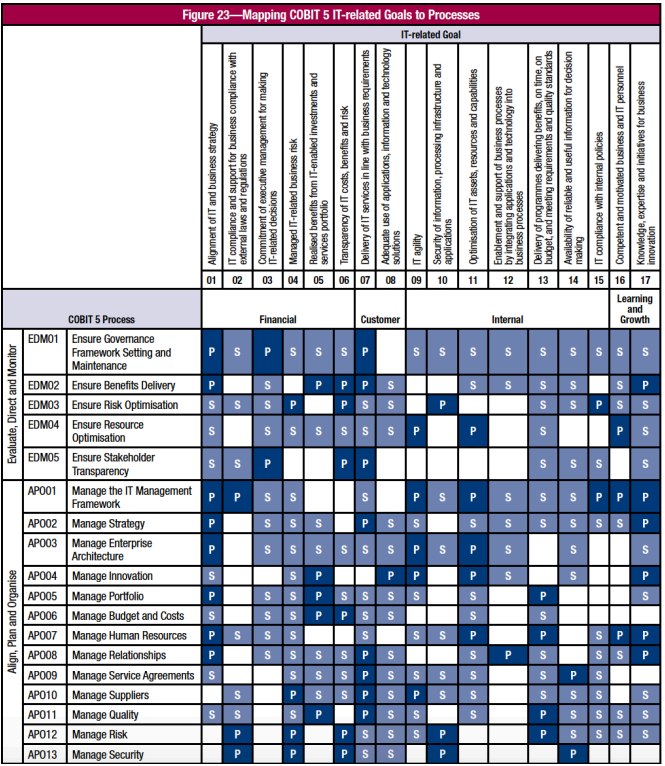 Figure 23—Mapping COBIT 5 IT-related Goals to Processes
IT-related Goal
Alignment of IT and business strategy
IT compliance and support for business compliance with
external laws and regulations
Commitment of executive management for making
IT-related decisions
Managed IT-related business risk
Realised benefits from IT-enabled investments and
services portfolio
Transparency of IT costs, benefits and risk
Delivery of IT services in line with business requirements
Adequate use of applications, information and technology
solutions
IT agility
Security of information, processing infrastructure and
applications
Optimisation of IT assets, resources and capabilities
Enablement and support of business processes
by integrating applications and technology into
business processes
Delivery of programmes delivering benefits, on time, on
budget, and meeting requirements and quality standards
Availability of reliable and useful information for decision
making
IT compliance with internal policies
Competent and motivated business and IT personnel
Knowledge, expertise and initiatives for business
innovation
01 02 03 04 05 06 07 08 09 10 11 12 13 14 15 16 17
COBIT 5 Process Financial Customer Internal Learning
and
Growth
Evaluate, Direct and Monitor
EDM01 Ensure Governance
Framework Setting and
Maintenance
P S P S S S P S S S S S S S S S
EDM02 Ensure Benefits Delivery P S P P P S S S S S S P
EDM03 Ensure Risk Optimisation S S S P P S S P S S P S S
EDM04 Ensure Resource
Optimisation
S S S S S S S P P S P S
EDM05 Ensure Stakeholder
Transparency
S S P P P S S S S
Align, Plan and Organise
APO01 Manage the IT Management
Framework
P P S S S P S P S S S P P P
APO02 Manage Strategy P S S S P S S S S S S S S P
APO03 Manage Enterprise
Architecture
P S S S S S S P S P S S S
APO04 Manage Innovation S S P P P P S S P
APO05 Manage Portfolio P S S P S S S S S P S
APO06 Manage Budget and Costs S S S P P S S S S
APO07 Manage Human Resources P S S S S S S P P S P P
APO08 Manage Relationships P S S S S P S S P S S P
APO09 Manage Service Agreements S S S S P S S S S P S
APO10 Manage Suppliers S P S S P S P S S S S S S S
APO11 Manage Quality S S S P P S S S P S S S S
APO12 Manage Risk P P P S S S P P S S S S
APO13 Manage Security P P P S S P P